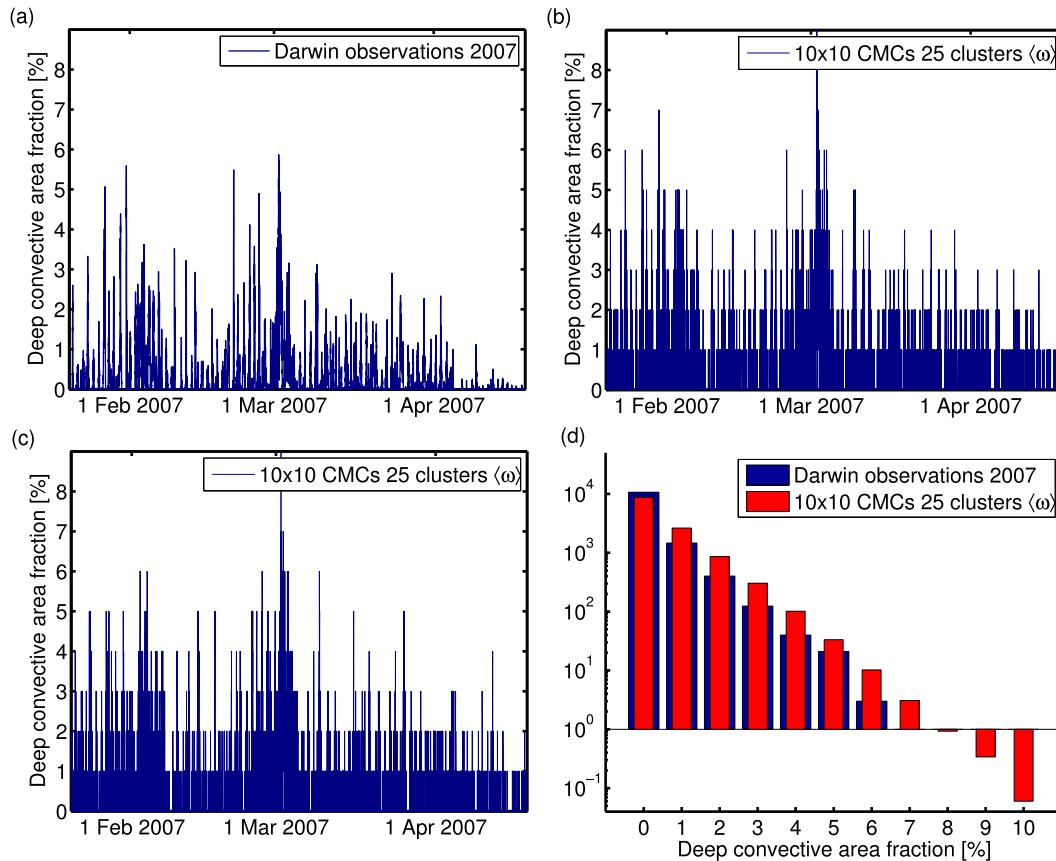 (a)
Darwin observations 2007
Deep convective area fraction [%]
9
8
7
6
5
4
3
2
1
0
1 Feb 2007 1 Mar 2007 1 Apr 2007
(b)
10x10 CMCs 25 clusters ⟨ω⟩
Deep convective area fraction [%]
8
7
6
5
4
3
2
1
0
1 Feb 2007 1 Mar 2007 1 Apr 2007
(c)
10x10 CMCs 25 clusters ⟨ω⟩
Deep convective area fraction [%]
8
7
6
5
4
3
2
1
0
1 Feb 2007 1 Mar 2007 1 Apr 2007
(d)
Darwin observations 2007
10x10 CMCs 25 clusters ⟨ω⟩
10⁴
10³
10²
10¹
10⁰
10⁻¹
0 1 2 3 4 5 6 7 8 9 10
Deep convective area fraction [%]